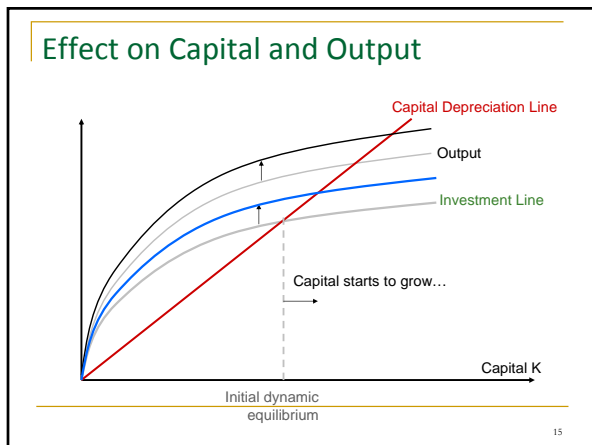 Effect on Capital and Output
Capital Depreciation Line
Output
Investment Line
Capital starts to grow…
Capital K
Initial dynamic
equilibrium
15